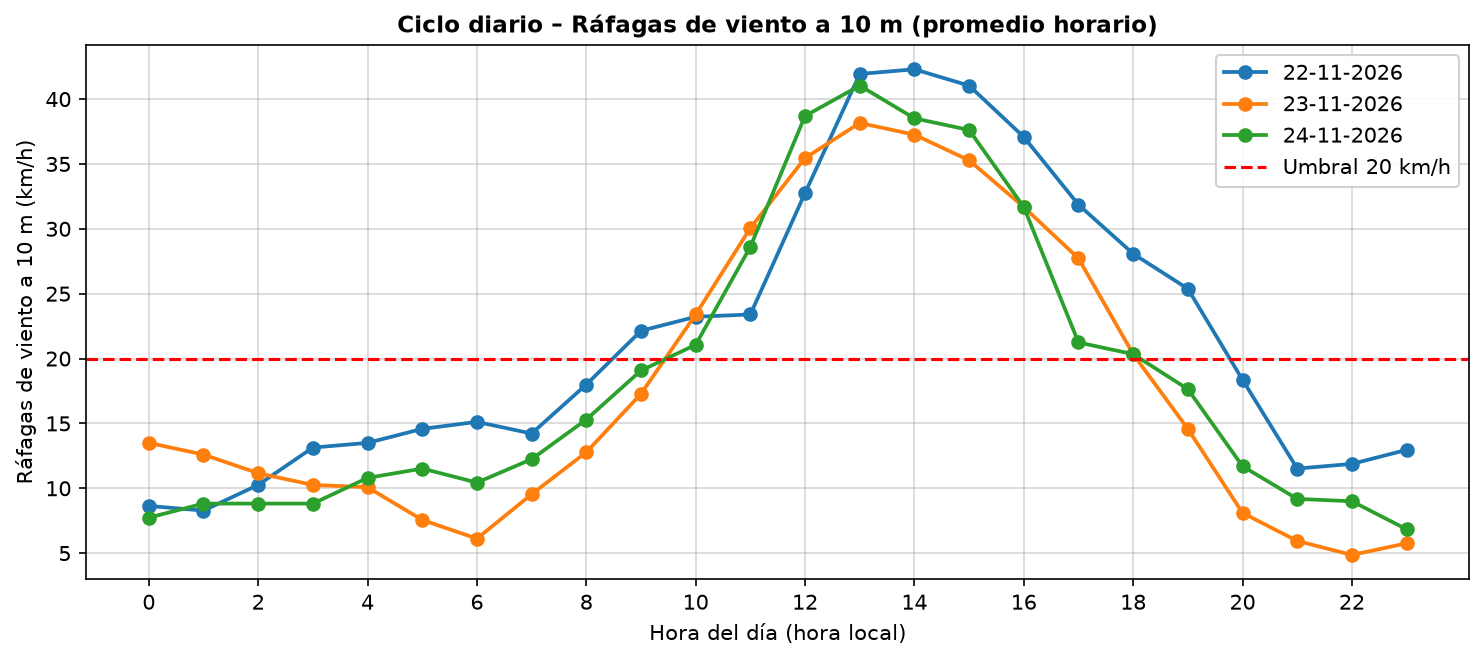 Ciclo diario – Ráfagas de viento a 10 m (promedio horario)
Ráfagas de viento a 10 m (km/h)
40
35
30
25
20
15
10
5
22-11-2026
23-11-2026
24-11-2026
Umbral 20 km/h
0 2 4 6 8 10 12 14 16 18 20 22
Hora del día (hora local)